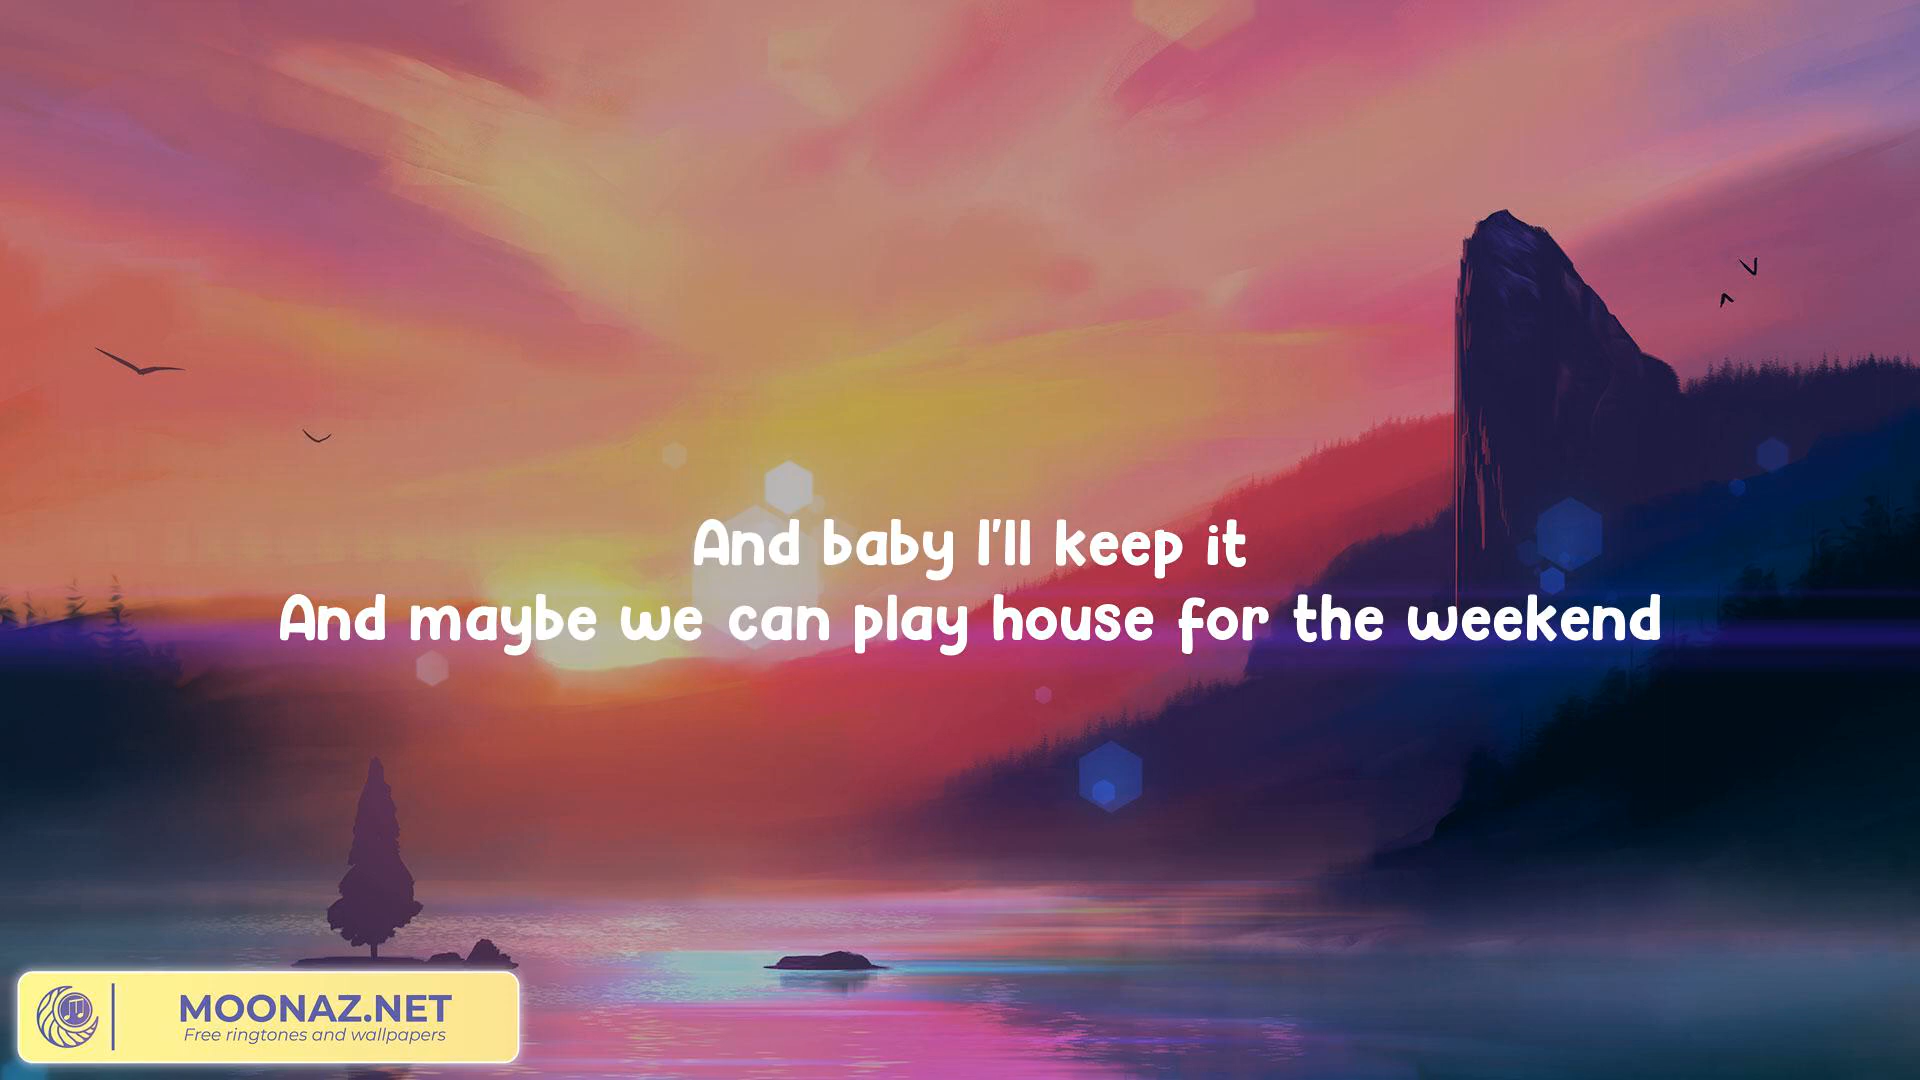 And baby I'll keep it
And maybe we can play house for the weekend
MOONAZ.NET
Free ringtones and wallpapers